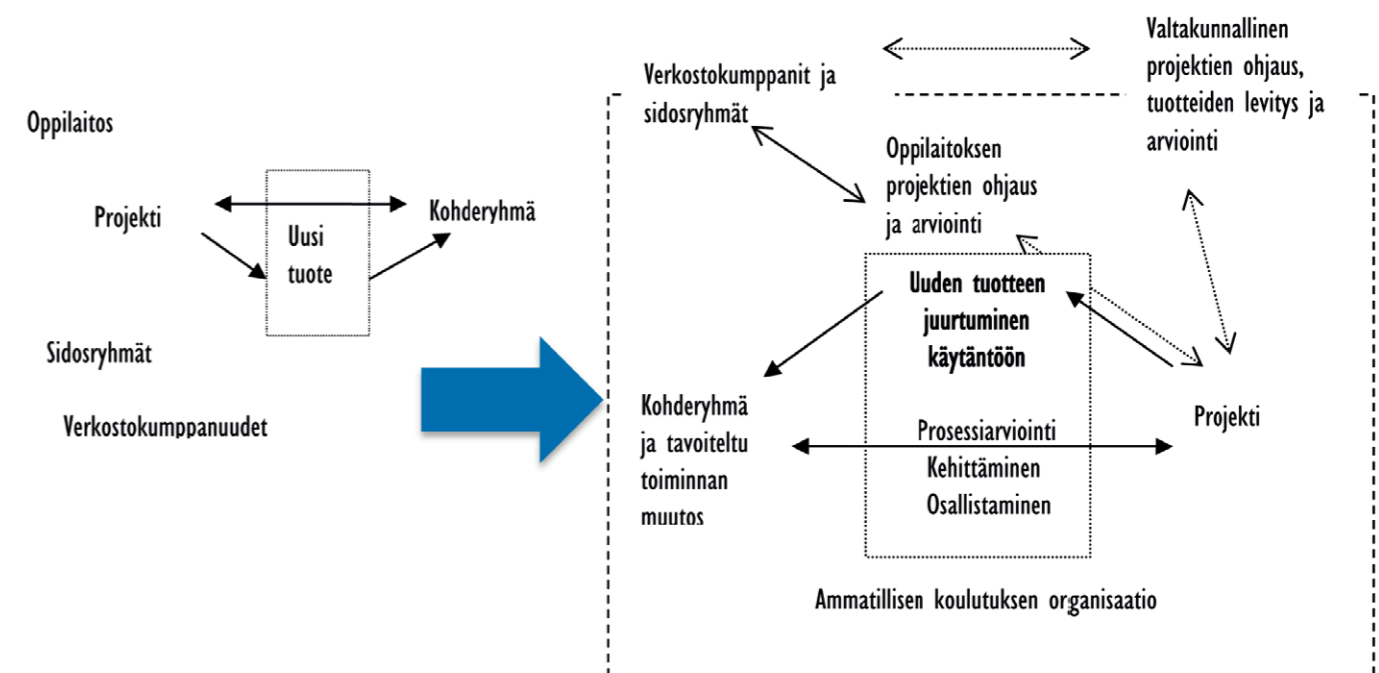 Oppilaitos
Projekti
Uusi
tuote
Kohderyhmä
Sidosryhmät
Verkostokumppanuudet
Verkostokumppanit ja
sidosryhmät
Valtakunnallinen
projektien ohjaus,
tuotteiden levitys ja
arviointi
Oppilaitoksen
projektien ohjaus
ja arviointi
Uuden tuotteen
juurtuminen
käytäntöön
Kohderyhmä
ja tavoiteltu
toiminnan
muutos
Prosessiarviointi
Kehittäminen
Osallistaminen
Projekti
Ammatillisen koulutuksen organisaatio